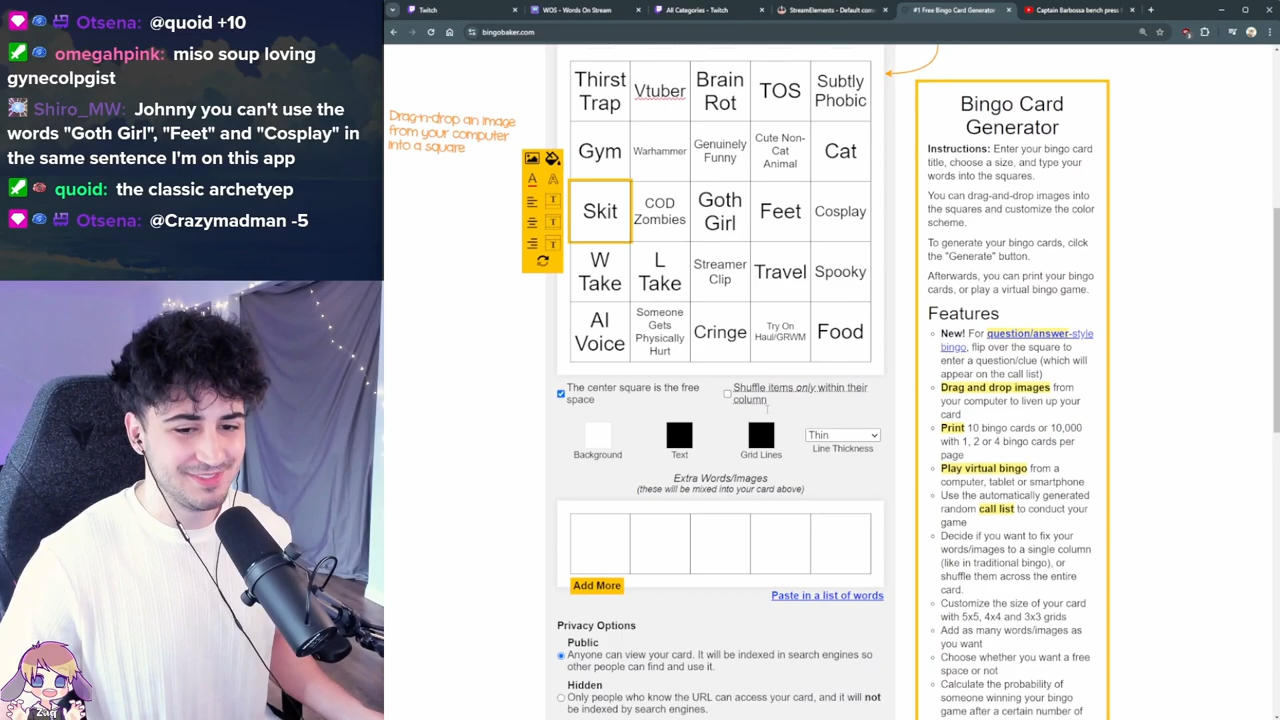 Otsena: @quoid +10
omegahpink: miso soup loving
gynecolpgist
Shiro_MW: Johnny you can't use the
words "Goth Girl", "Feet" and "Cosplay" in
the same sentence I'm on this app
quoid: the classic archetyep
Otsena: @Crazymadman -5
Twitch
WOS - Words On Stream
All Categories - Twitch
StreamElements - Default com
#1 Free Bingo Card Generator
Captain Barbossa bench press
bingobaker.com
Drag-n-drop an image
from your computer
into a square
Thirst Trap
Vtuber
Brain Rot
TOS
Subtly Phobic
Gym
Warhammer
Genuinely Funny
Cute Non-Cat Animal
Cat
Skit
COD Zombies
Goth Girl
Feet
Cosplay
W Take
L Take
Streamer Clip
Travel
Spooky
AI Voice
Someone Gets Physically Hurt
Cringe
Try On Haul/GRWM
Food
The center square is the free
space
Shuffle items only within their
column
Background
Text
Grid Lines
Thin
Line Thickness
Extra Words/Images
(these will be mixed into your card above)
Add More
Paste in a list of words
Privacy Options
Public
Anyone can view your card. It will be indexed in search engines so
other people can find and use it.
Hidden
Only people who know the URL can access your card, and it will not
be indexed by search engines.
Bingo Card
Generator
Instructions: Enter your bingo card
title, choose a size, and type your
words into the squares.
You can drag-and-drop images into
the squares and customize the color
scheme.
To generate your bingo cards, cilck
the "Generate" button.
Afterwards, you can print your bingo
cards, or play a virtual bingo game.
Features
New! For question/answer-style
bingo, flip over the square to
enter a question/clue (which will
appear on the call list)
Drag and drop images from
your computer to liven up your
card
Print 10 bingo cards or 10,000
with 1, 2 or 4 bingo cards per
page
Play virtual bingo from a
computer, tablet or smartphone
Use the automatically generated
random call list to conduct your
game
Decide if you want to fix your
words/images to a single column
(like in traditional bingo), or
shuffle them across the entire
card.
Customize the size of your card
with 5x5, 4x4 and 3x3 grids
Add as many words/images as
you want
Choose whether you want a free
space or not
Calculate the probability of
someone winning your bingo
game after a certain number of